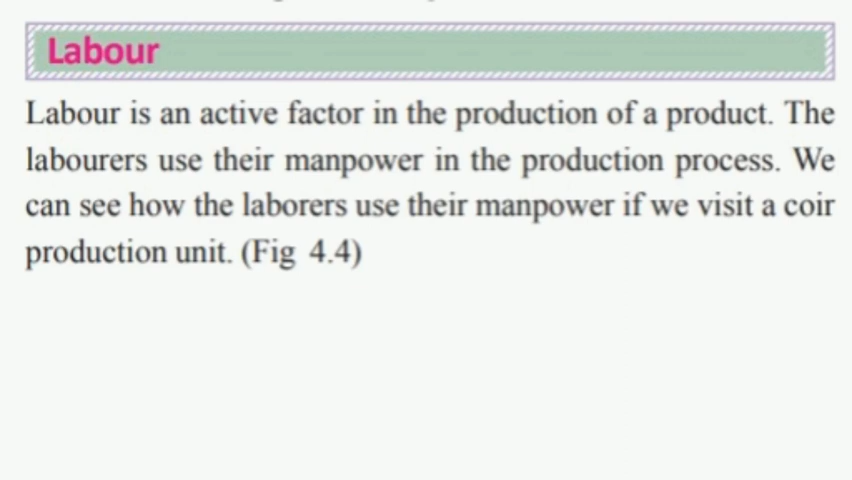 Labour
Labour is an active factor in the production of a product. The
labourers use their manpower in the production process. We
can see how the laborers use their manpower if we visit a coir
production unit. (Fig 4.4)